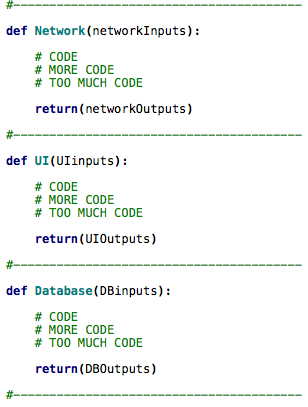 #----------------------------------------
def Network(networkInputs):
# CODE
# MORE CODE
# TOO MUCH CODE
return(networkOutputs)
#----------------------------------------
def UI(UIinputs):
# CODE
# MORE CODE
# TOO MUCH CODE
return(UIOutputs)
#----------------------------------------
def Database(DBinputs):
# CODE
# MORE CODE
# TOO MUCH CODE
return(DBOutputs)
#----------------------------------------